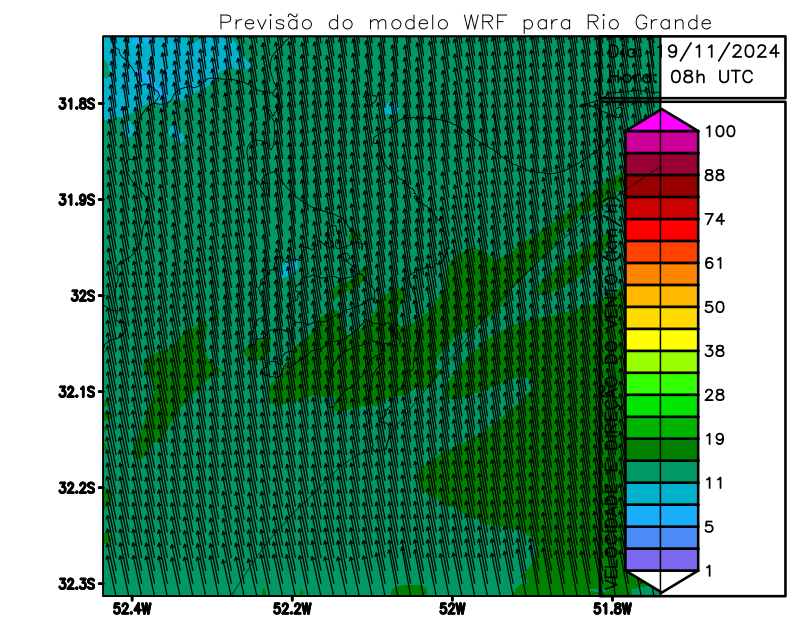 Previsão do modelo WRF para Rio Grande
Dia: 19/11/2024
Hora: 08h UTC
31.8S
31.9S
32S
32.1S
32.2S
32.3S
52.4W
52.2W
52W
51.8W
VELOCIDADE E DIREÇÃO DO VENTO (km/h)
100
88
74
61
50
38
28
19
11
5
1